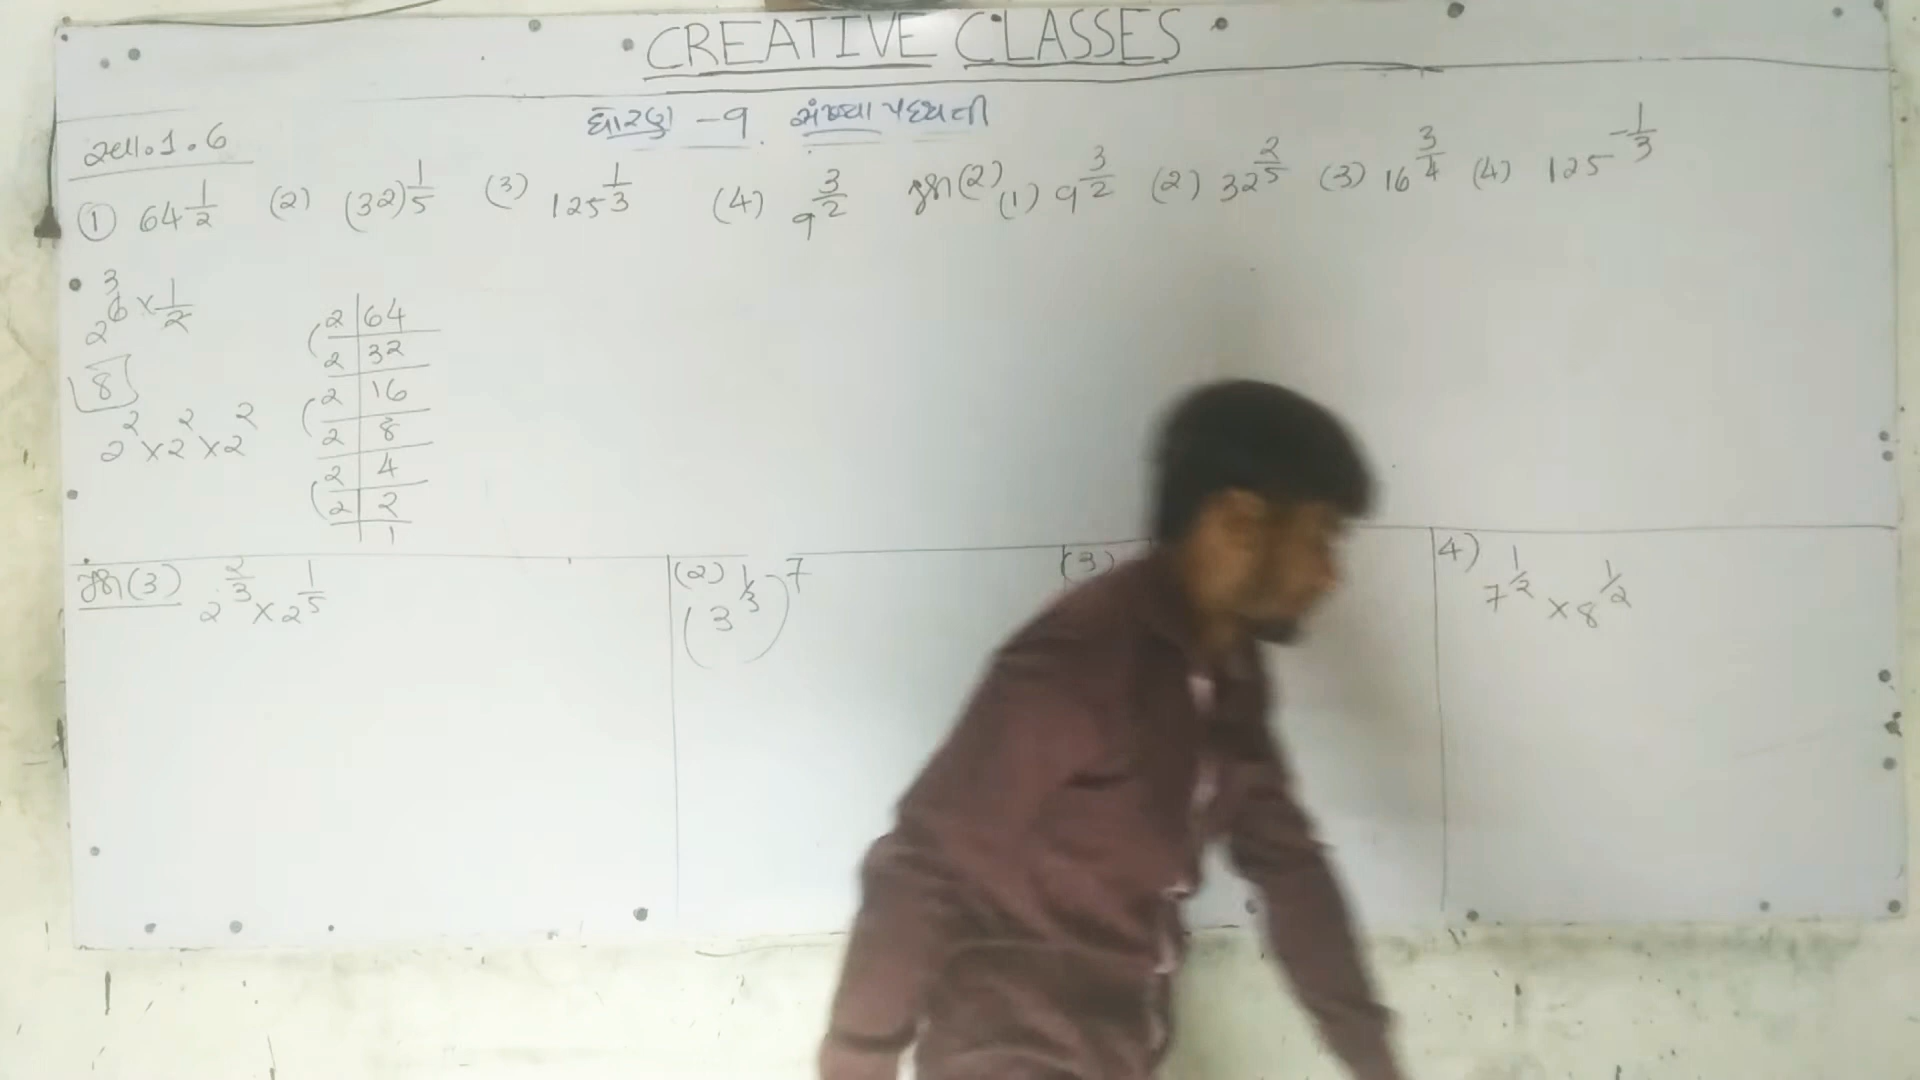 CREATIVE CLASSES
ધોરણ -9. સંખ્યા પધ્ધતી
સ્વા.1.6
① 64^{1/2} (2) (32)^{1/5} (3) 125^{1/3} (4) 9^{3/2} પ્રશ્ન(2) (1) 9^{3/2} (2) 32^{2/5} (3) 16^{3/4} (4) 125^{-1/3}
3
2^{6×1/2}
8
2^2 × 2^2 × 2^2
2 | 64
2 | 32
2 | 16
2 | 8
2 | 4
2 | 2
| 1
પ્રશ્ન(3) 2^{2/3} × 2^{1/5}
(2) (3^{1/3})^7
(3)
4) 7^{1/2} × 8^{1/2}